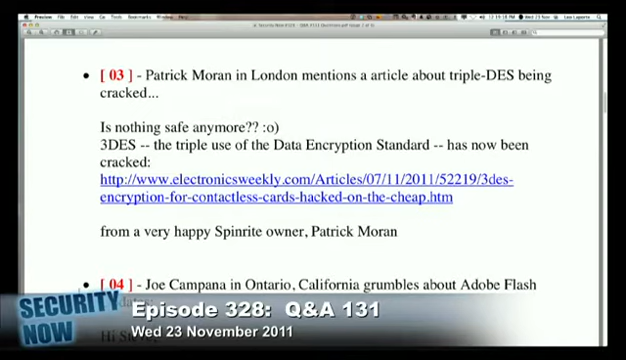 [ 03 ] - Patrick Moran in London mentions a article about triple-DES being
cracked...
Is nothing safe anymore?? :o)
3DES -- the triple use of the Data Encryption Standard -- has now been
cracked:
http://www.electronicsweekly.com/Articles/07/11/2011/52219/3des-
encryption-for-contactless-cards-hacked-on-the-cheap.htm
from a very happy Spinrite owner, Patrick Moran
[ 04 ] - Joe Campana in Ontario, California grumbles about Adobe Flash
SECURITY NOW
Episode 328: Q&A 131
Wed 23 November 2011